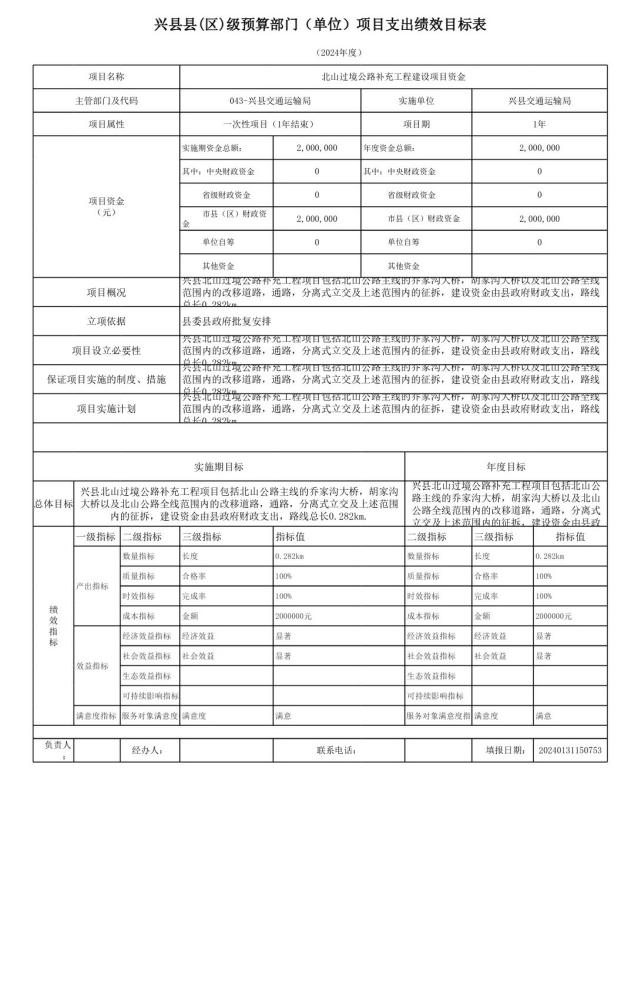 兴县县(区)级预算部门（单位）项目支出绩效目标表
（2024年度）
项目名称 北山过境公路补充工程建设项目资金
主管部门及代码 043-兴县交通运输局 实施单位 兴县交通运输局
项目属性 一次性项目（1年结束） 项目期 1年
项目资金
（元）
实施期资金总额: 2,000,000 年度资金总额: 2,000,000
其中: 中央财政资金 0 其中: 中央财政资金 0
省级财政资金 0 省级财政资金 0
市县（区）财政资
金
2,000,000 市县（区）财政资金 2,000,000
单位自筹 0 单位自筹 0
其他资金 其他资金
项目概况
兴县北山过境公路补充工程项目包括北山公路主线的乔家沟大桥, 胡家沟大桥以及北山公路全线
范围内的改移道路, 通路, 分离式立交及上述范围内的征拆, 建设资金由县政府财政支出, 路线
总长0.282km.
立项依据 县委县政府批复安排
项目设立必要性
兴县北山过境公路补充工程项目包括北山公路主线的乔家沟大桥, 胡家沟大桥以及北山公路全线
范围内的改移道路, 通路, 分离式立交及上述范围内的征拆, 建设资金由县政府财政支出, 路线
总长0.282km.
保证项目实施的制度、措施
兴县北山过境公路补充工程项目包括北山公路主线的乔家沟大桥, 胡家沟大桥以及北山公路全线
范围内的改移道路, 通路, 分离式立交及上述范围内的征拆, 建设资金由县政府财政支出, 路线
总长0.282km.
项目实施计划
兴县北山过境公路补充工程项目包括北山公路主线的乔家沟大桥, 胡家沟大桥以及北山公路全线
范围内的改移道路, 通路, 分离式立交及上述范围内的征拆, 建设资金由县政府财政支出, 路线
总长0.282km.
实施期目标 年度目标
总体目标
兴县北山过境公路补充工程项目包括北山公路主线的乔家沟大桥, 胡家沟
大桥以及北山公路全线范围内的改移道路, 通路, 分离式立交及上述范围
内的征拆, 建设资金由县政府财政支出, 路线总长0.282km.
兴县北山过境公路补充工程项目包括北山公
路主线的乔家沟大桥, 胡家沟大桥以及北山
公路全线范围内的改移道路, 通路, 分离式
立交及上述范围内的征拆, 建设资金由县政
绩效指标
一级指标 二级指标 三级指标 指标值 二级指标 三级指标 指标值
产出指标
数量指标 长度 0.282km 数量指标 长度 0.282km
质量指标 合格率 100% 质量指标 合格率 100%
时效指标 完成率 100% 时效指标 完成率 100%
成本指标 金额 2000000元 成本指标 金额 2000000元
效益指标
经济效益指标 经济效益 显著 经济效益指标 经济效益 显著
社会效益指标 社会效益 显著 社会效益指标 社会效益 显著
生态效益指标 生态效益指标
可持续影响指标 可持续影响指标
满意度指标 服务对象满意度 满意度 满意 服务对象满意度指 满意度 满意
负责人
：
经办人: 联系电话: 填报日期: 20240131150753